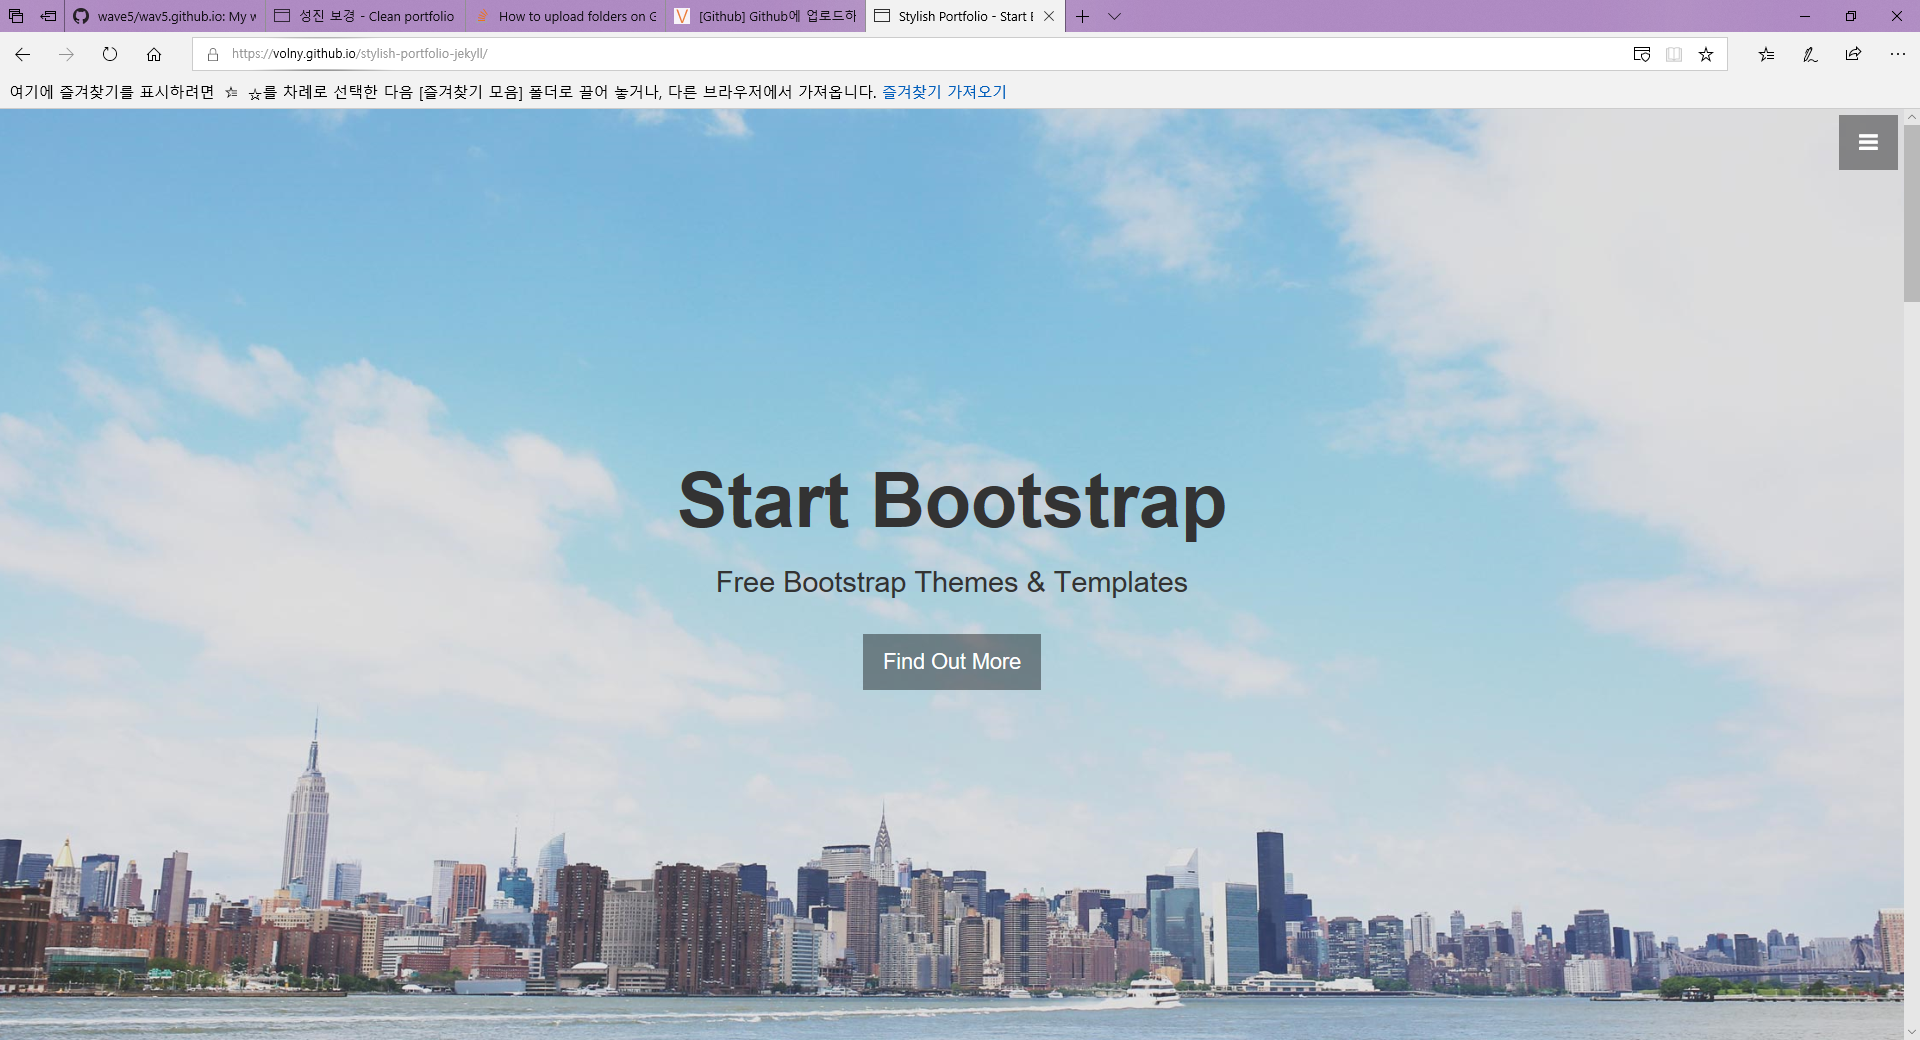 wave5/wav5.github.io: My w
성진 보경 - Clean portfolio
How to upload folders on G
[Github] Github에 업로드하
Stylish Portfolio - Start B
https://volny.github.io/stylish-portfolio-jekyll/
여기에 즐겨찾기를 표시하려면 ☆를 차례로 선택한 다음 [즐겨찾기 모음] 폴더로 끌어 놓거나, 다른 브라우저에서 가져옵니다. 즐겨찾기 가져오기
Start Bootstrap
Free Bootstrap Themes & Templates
Find Out More